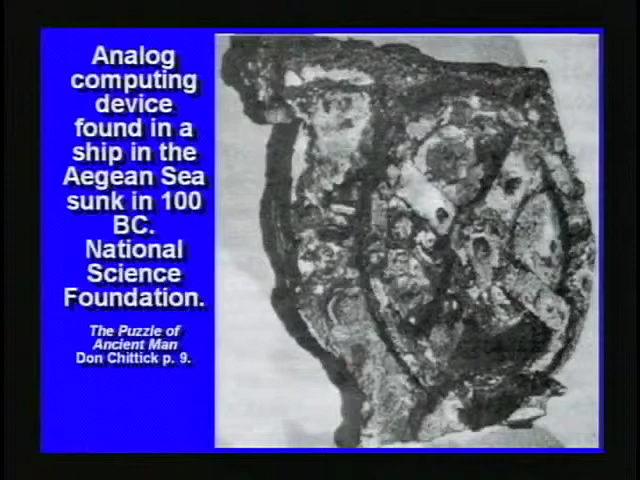 Analog
computing
device
found in a
ship in the
Aegean Sea
sunk in 100
BC.
National
Science
Foundation.
The Puzzle of
Ancient Man
Don Chittick p. 9.